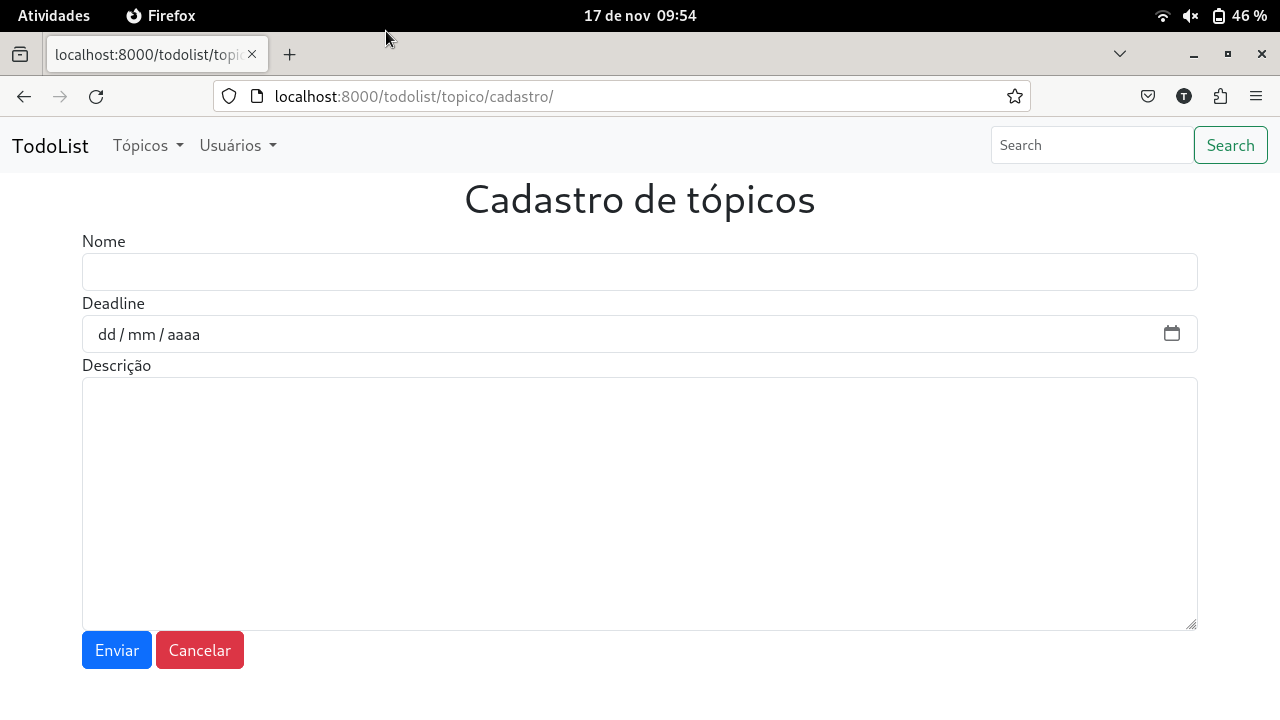 Atividades Firefox 17 de nov 09:54 46 %
localhost:8000/todolist/topic
localhost:8000/todolist/topico/cadastro/
TodoList Tópicos Usuários Search Search
Cadastro de tópicos
Nome
Deadline
dd / mm / aaaa
Descrição
Enviar Cancelar